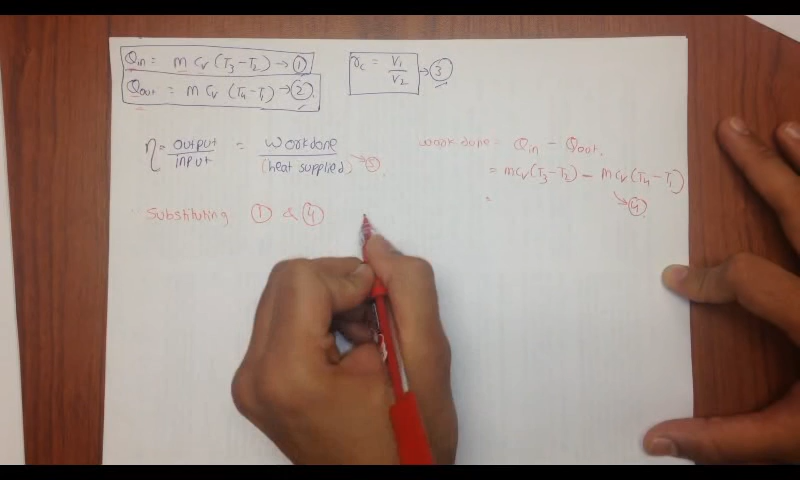 Qin = m Cv (T3-T2) → ①
Qout = m Cv (T4-T1) → ②
rc = V1/V2 → ③
η = output/input = Workdone/(heat supplied)
work done = Qin - Qout.
= mCv(T3-T2) - mCv(T4-T1)
→ ④
=
Substituting ① & ④